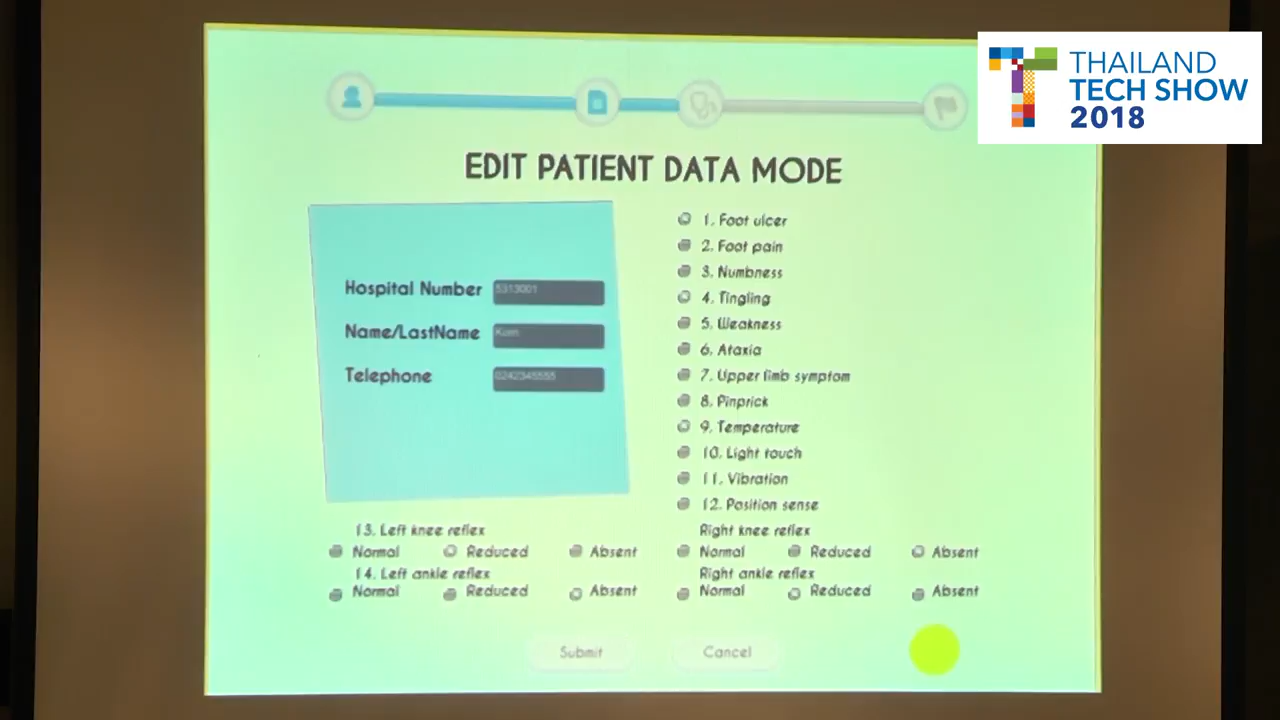 THAILAND
TECH SHOW
2018
EDIT PATIENT DATA MODE
Hospital Number 5313001
Name/LastName
Telephone 0242345555
1. Foot ulcer
2. Foot pain
3. Numbness
4. Tingling
5. Weakness
6. Ataxia
7. Upper limb symptom
8. Pinprick
9. Temperature
10. Light touch
11. Vibration
12. Position sense
13. Left knee reflex
Normal Reduced Absent
Right knee reflex
Normal Reduced Absent
14. Left ankle reflex
Normal Reduced Absent
Right ankle reflex
Normal Reduced Absent
Submit Cancel